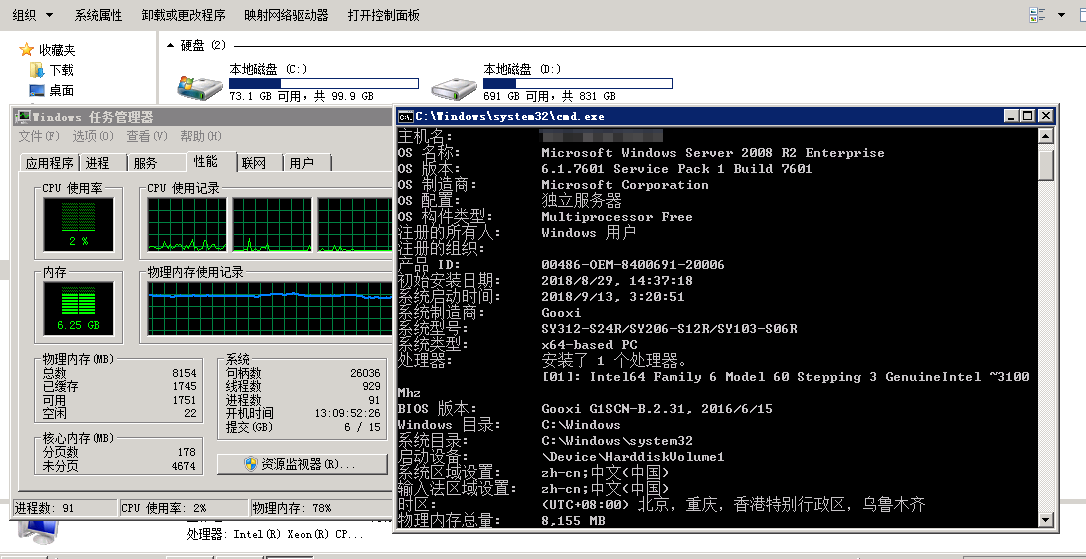 组织 系统属性 卸载或更改程序 映射网络驱动器 打开控制面板
收藏夹
下载
桌面
硬盘 (2)
本地磁盘 (C:)
73.1 GB 可用，共 99.9 GB
本地磁盘 (D:)
691 GB 可用，共 831 GB
Windows 任务管理器
文件(F) 选项(O) 查看(V) 帮助(H)
应用程序 进程 服务 性能 联网 用户
CPU 使用率
2 %
CPU 使用记录
内存
6.25 GB
物理内存使用记录
物理内存(MB)
总数 8154
已缓存 1745
可用 1751
空闲 22
核心内存(MB)
分页数 178
未分页 4674
系统
句柄数 26036
线程数 929
进程数 91
开机时间 13:09:52:26
提交(GB) 6 / 15
资源监视器(R)...
进程数: 91 CPU 使用率: 2% 物理内存: 78%
处理器: Intel(R) Xeon(R) CP...
C:\Windows\system32\cmd.exe
主机名:
OS 名称: Microsoft Windows Server 2008 R2 Enterprise
OS 版本: 6.1.7601 Service Pack 1 Build 7601
OS 制造商: Microsoft Corporation
OS 配置: 独立服务器
OS 构件类型: Multiprocessor Free
注册的所有人: Windows 用户
注册的组织:
产品 ID: 00486-OEM-8400691-20006
初始安装日期: 2018/8/29, 14:37:18
系统启动时间: 2018/9/13, 3:20:51
系统制造商: Gooxi
系统型号: SY312-S24R/SY206-S12R/SY103-S06R
系统类型: x64-based PC
处理器: 安装了 1 个处理器。
[01]: Intel64 Family 6 Model 60 Stepping 3 GenuineIntel ~3100
Mhz
BIOS 版本: Gooxi G1SCN-B.2.31, 2016/6/15
Windows 目录: C:\Windows
系统目录: C:\Windows\system32
启动设备: \Device\HarddiskVolume1
系统区域设置: zh-cn;中文(中国)
输入法区域设置: zh-cn;中文(中国)
时区: (UTC+08:00) 北京，重庆，香港特别行政区，乌鲁木齐
物理内存总量: 8,155 MB